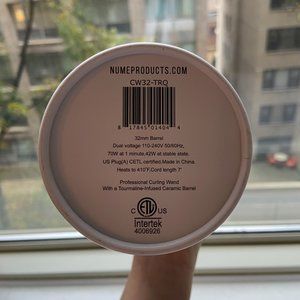 NUMEPRODUCTS.COM
CW32-TRQ
8 17845 01404 4
32mm Barrel
Dual voltage 110-240V 50/60Hz,
70W at 1 minute,42W at stable state.
US Plug(A) CETL certified,Made in China.
Heats to 410°F,Cord length 7"
Professional Curling Wand
With a Tourmaline-Infused Ceramic Barrel
C ETL US
Intertek
4006926